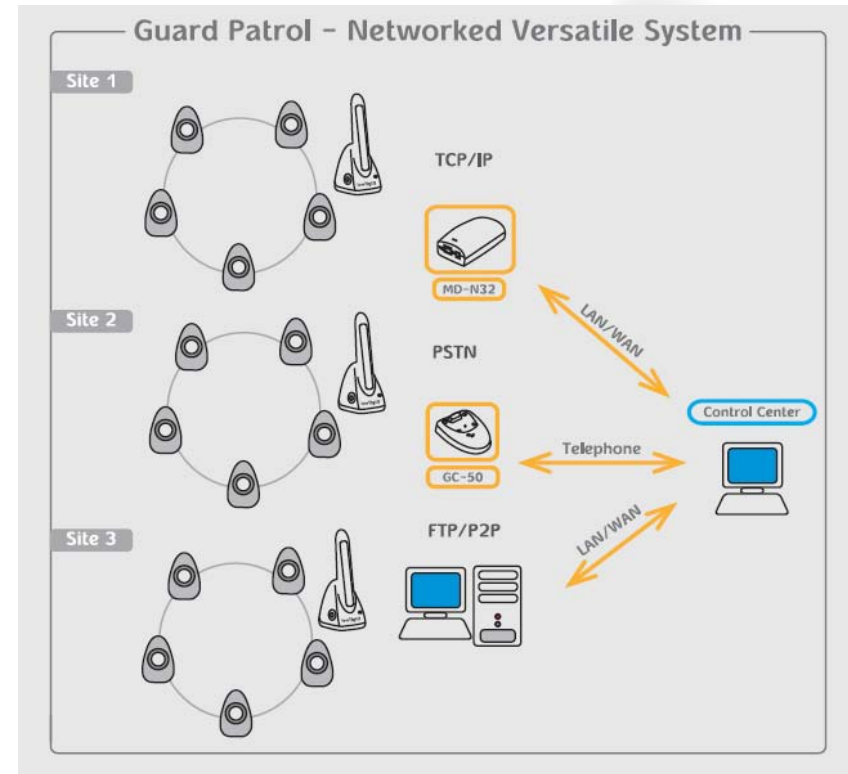 Guard Patrol - Networked Versatile System
Site 1
TCP/IP
MD-N32
LAN/WAN
Site 2
PSTN
Control Center
Telephone
GC-50
Site 3
FTP/P2P
LAN/WAN